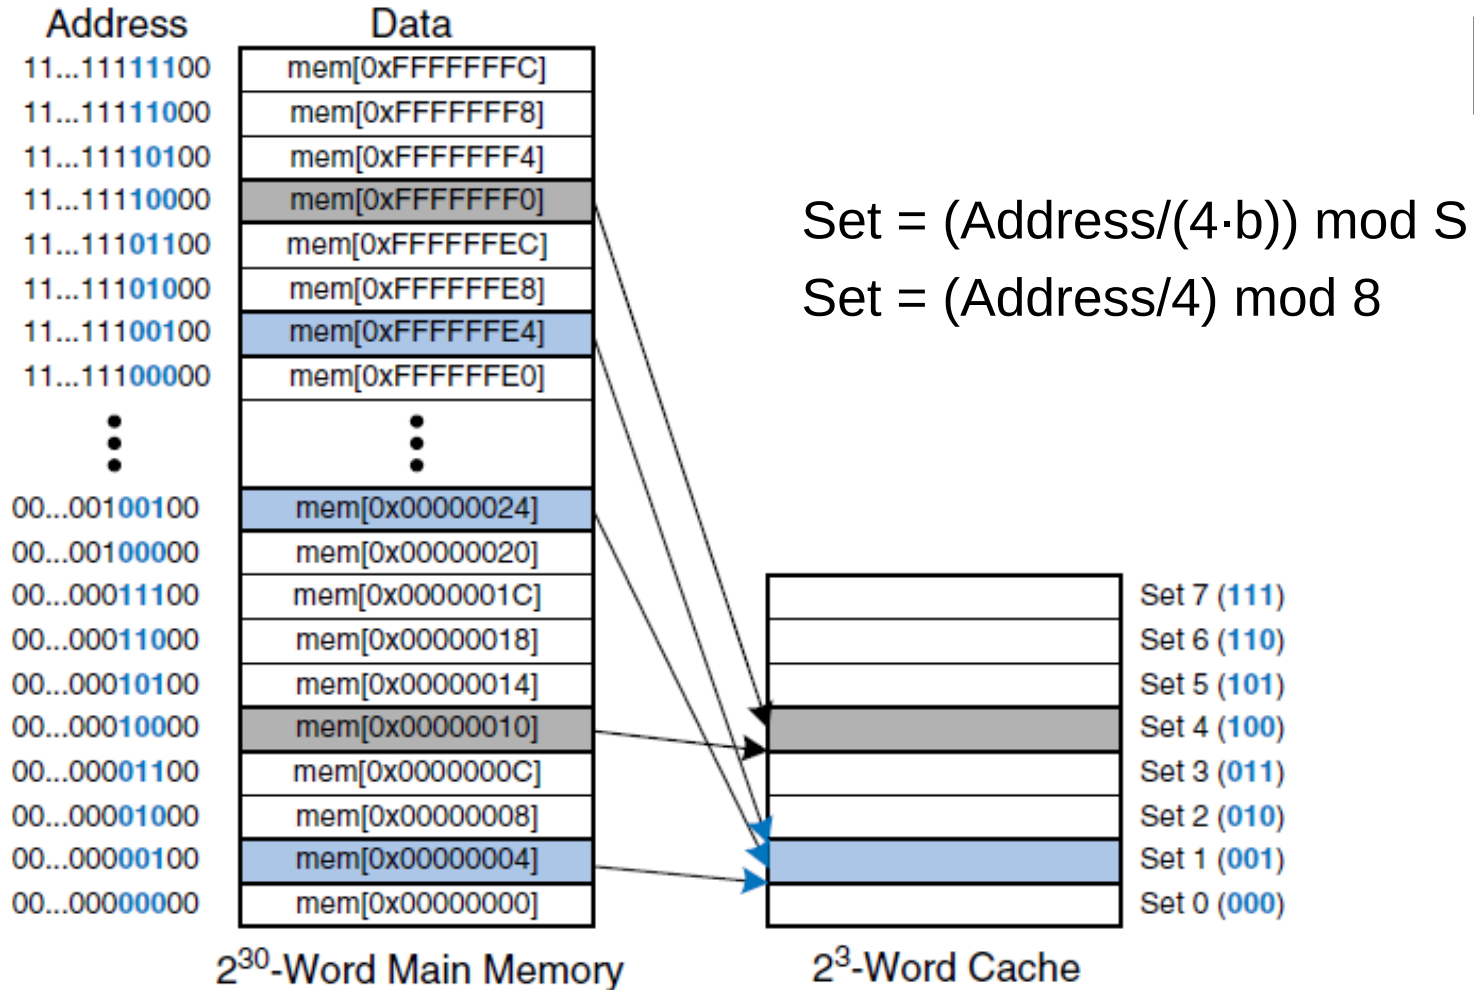 Address Data
11...11111100 mem[0xFFFFFFFC]
11...11111000 mem[0xFFFFFFF8]
11...11110100 mem[0xFFFFFFF4]
11...11110000 mem[0xFFFFFFF0]
11...11101100 mem[0xFFFFFFEC]
11...11101000 mem[0xFFFFFFE8]
11...11100100 mem[0xFFFFFFE4]
11...11100000 mem[0xFFFFFFE0]
00...00100100 mem[0x00000024]
00...00100000 mem[0x00000020]
00...00011100 mem[0x0000001C]
00...00011000 mem[0x00000018]
00...00010100 mem[0x00000014]
00...00010000 mem[0x00000010]
00...00001100 mem[0x0000000C]
00...00001000 mem[0x00000008]
00...00000100 mem[0x00000004]
00...00000000 mem[0x00000000]
2³⁰-Word Main Memory
Set = (Address/(4·b)) mod S
Set = (Address/4) mod 8
Set 7 (111)
Set 6 (110)
Set 5 (101)
Set 4 (100)
Set 3 (011)
Set 2 (010)
Set 1 (001)
Set 0 (000)
2³-Word Cache